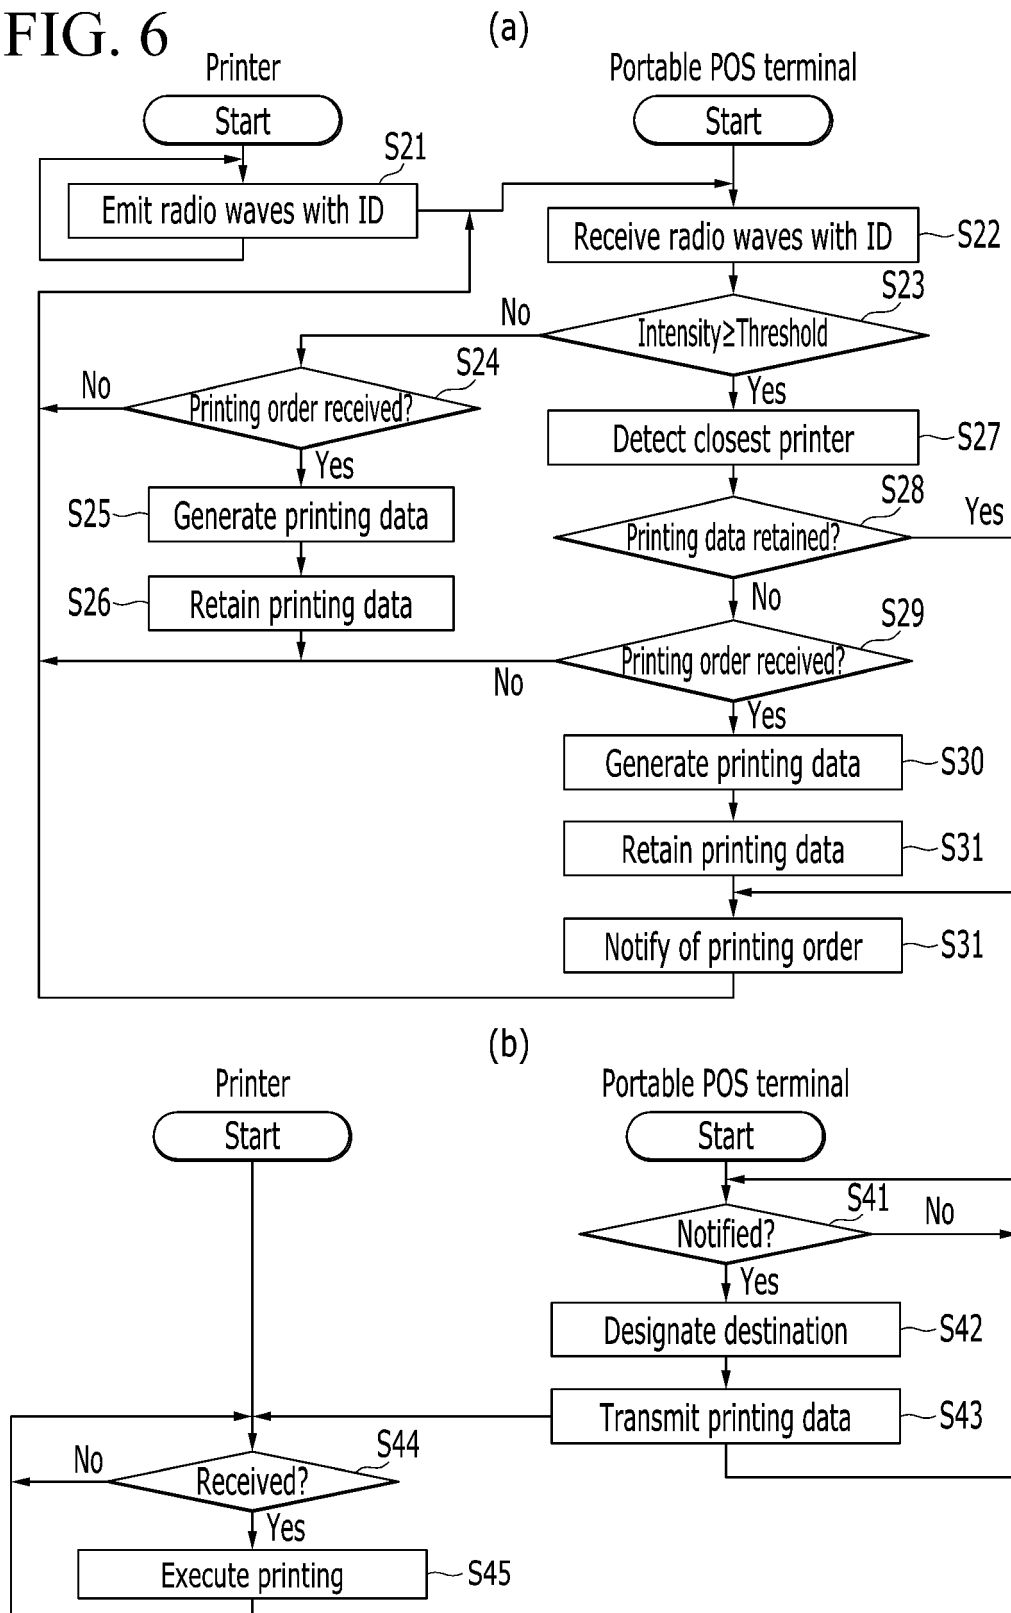 FIG. 6
(a)
Printer
Portable POS terminal
Start
Start
S21
Emit radio waves with ID
Receive radio waves with ID
S22
S23
No
Intensity≥Threshold
S24
No
Printing order received?
Yes
Yes
Detect closest printer
S27
S28
Yes
S25
Generate printing data
Printing data retained?
S26
Retain printing data
No
S29
Printing order received?
No
Yes
Generate printing data
S30
Retain printing data
S31
Notify of printing order
S31
(b)
Printer
Portable POS terminal
Start
Start
S41
Notified?
No
Yes
Designate destination
S42
Transmit printing data
S43
S44
No
Received?
Yes
Execute printing
S45